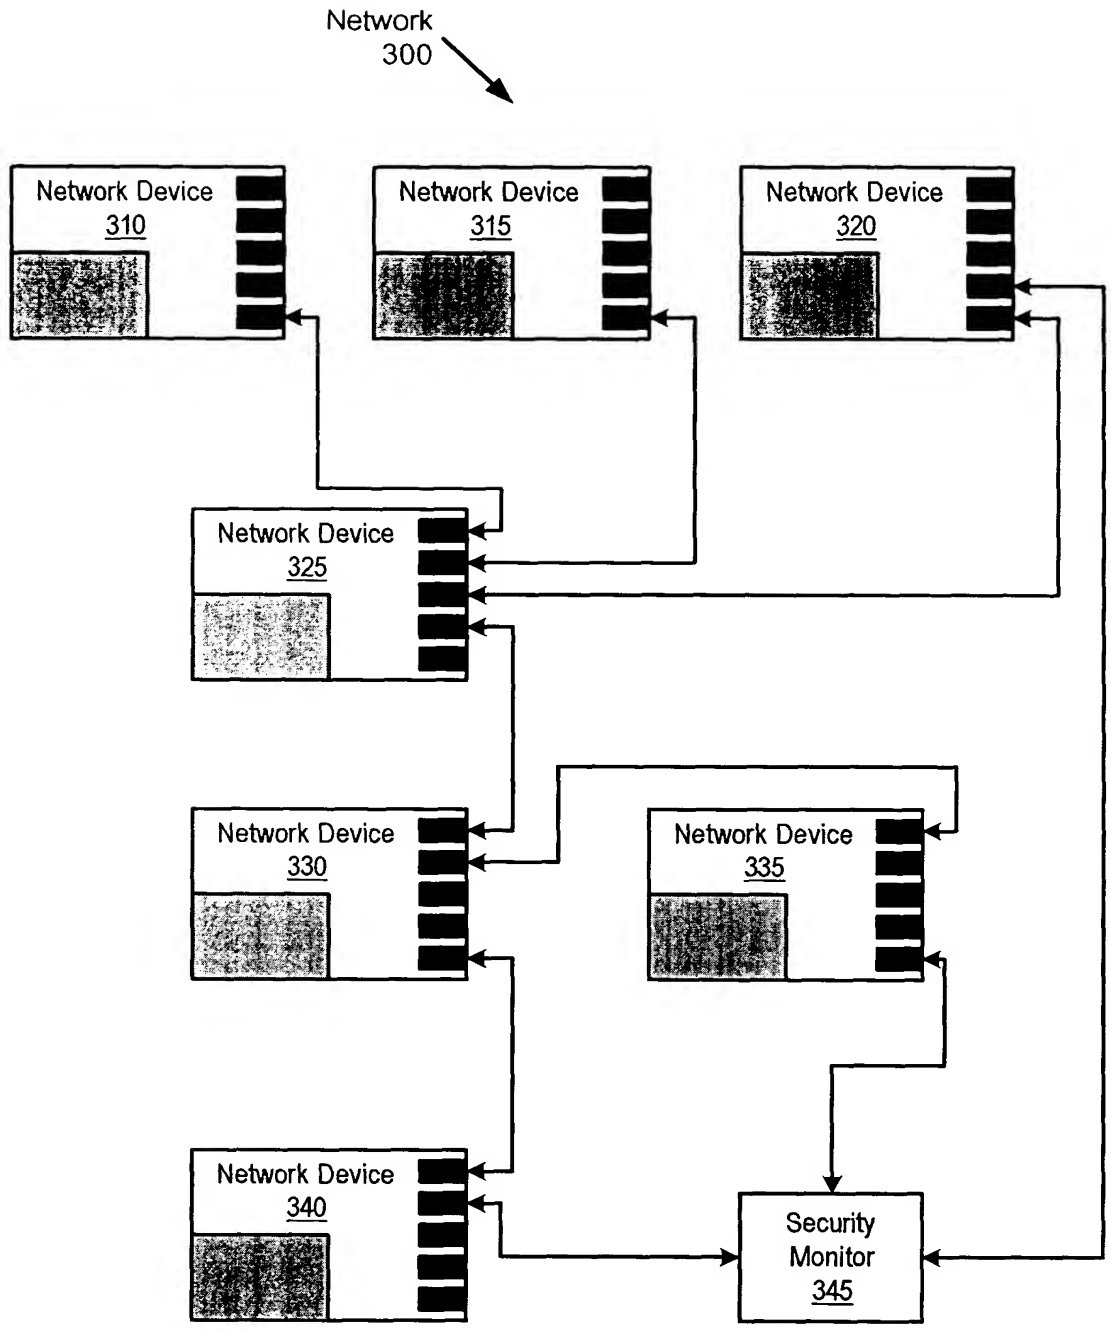 Network
300
Network Device
310
Network Device
315
Network Device
320
Network Device
325
Network Device
330
Network Device
335
Network Device
340
Security
Monitor
345